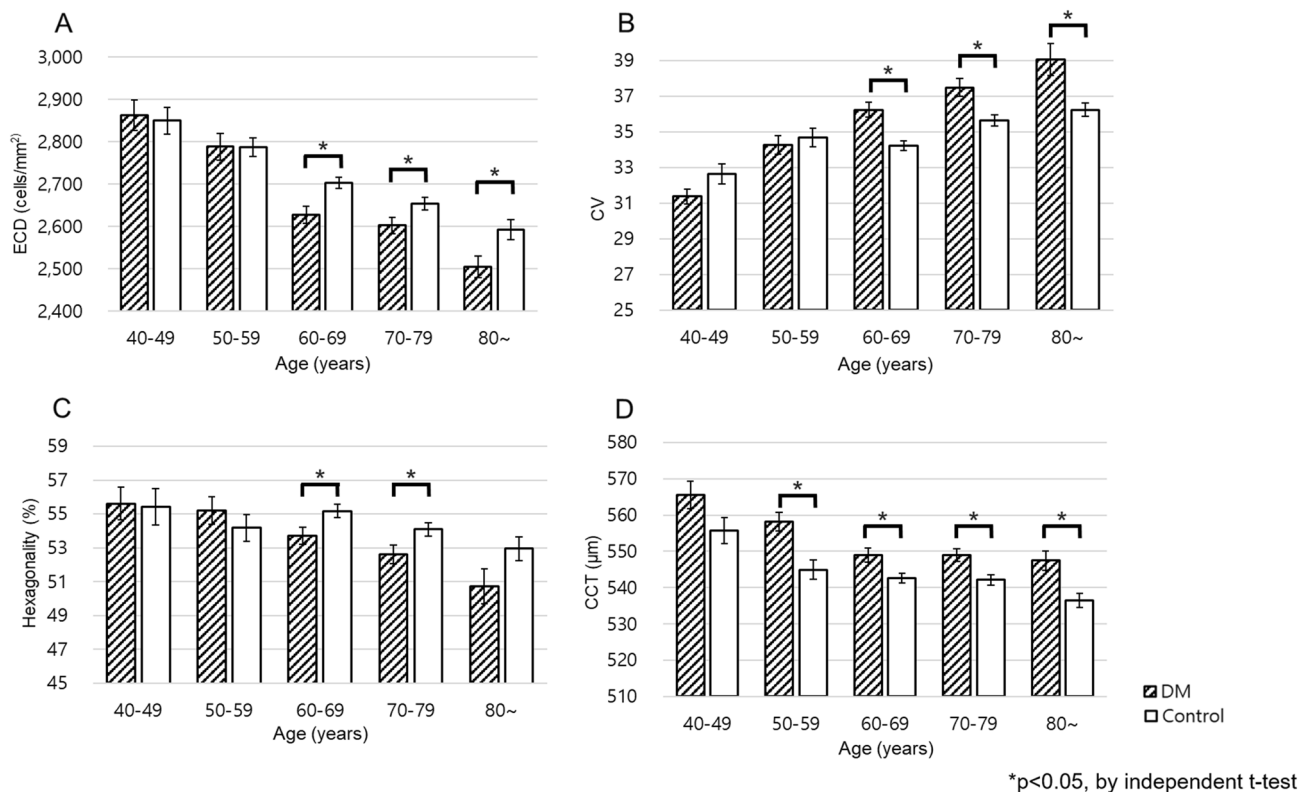 A
3,000
2,900
2,800
2,700
2,600
2,500
2,400
ECD (cells/mm²)
* * *
40-49 50-59 60-69 70-79 80~
Age (years)
B
39
37
35
33
31
29
27
25
CV
* * *
40-49 50-59 60-69 70-79 80~
Age (years)
C
59
57
55
53
51
49
47
45
Hexagonality (%)
* *
40-49 50-59 60-69 70-79 80~
Age (years)
D
580
570
560
550
540
530
520
510
CCT (μm)
* * * *
40-49 50-59 60-69 70-79 80~
Age (years)
DM
Control
*p<0.05, by independent t-test